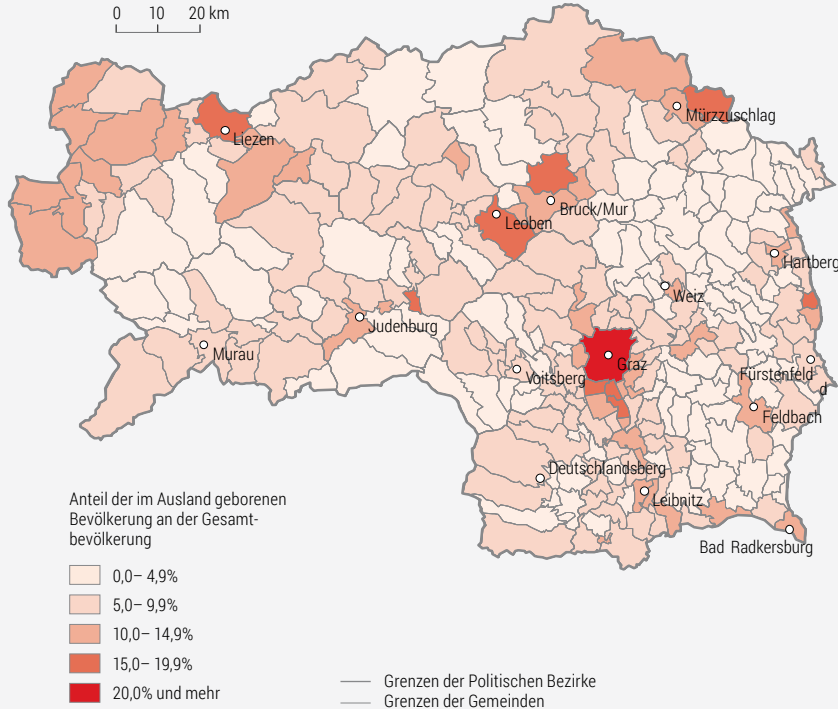 0 10 20 km
Mürzzuschlag
Liezen
Bruck/Mur
Leoben
Hartberg
Weiz
Judenburg
Murau
Graz
Voitsberg
Fürstenfeld
d
Feldbach
Deutschlandsberg
Leibnitz
Bad Radkersburg
Anteil der im Ausland geborenen
Bevölkerung an der Gesamt-
bevölkerung
0,0– 4,9%
5,0– 9,9%
10,0– 14,9%
15,0– 19,9%
20,0% und mehr
Grenzen der Politischen Bezirke
Grenzen der Gemeinden